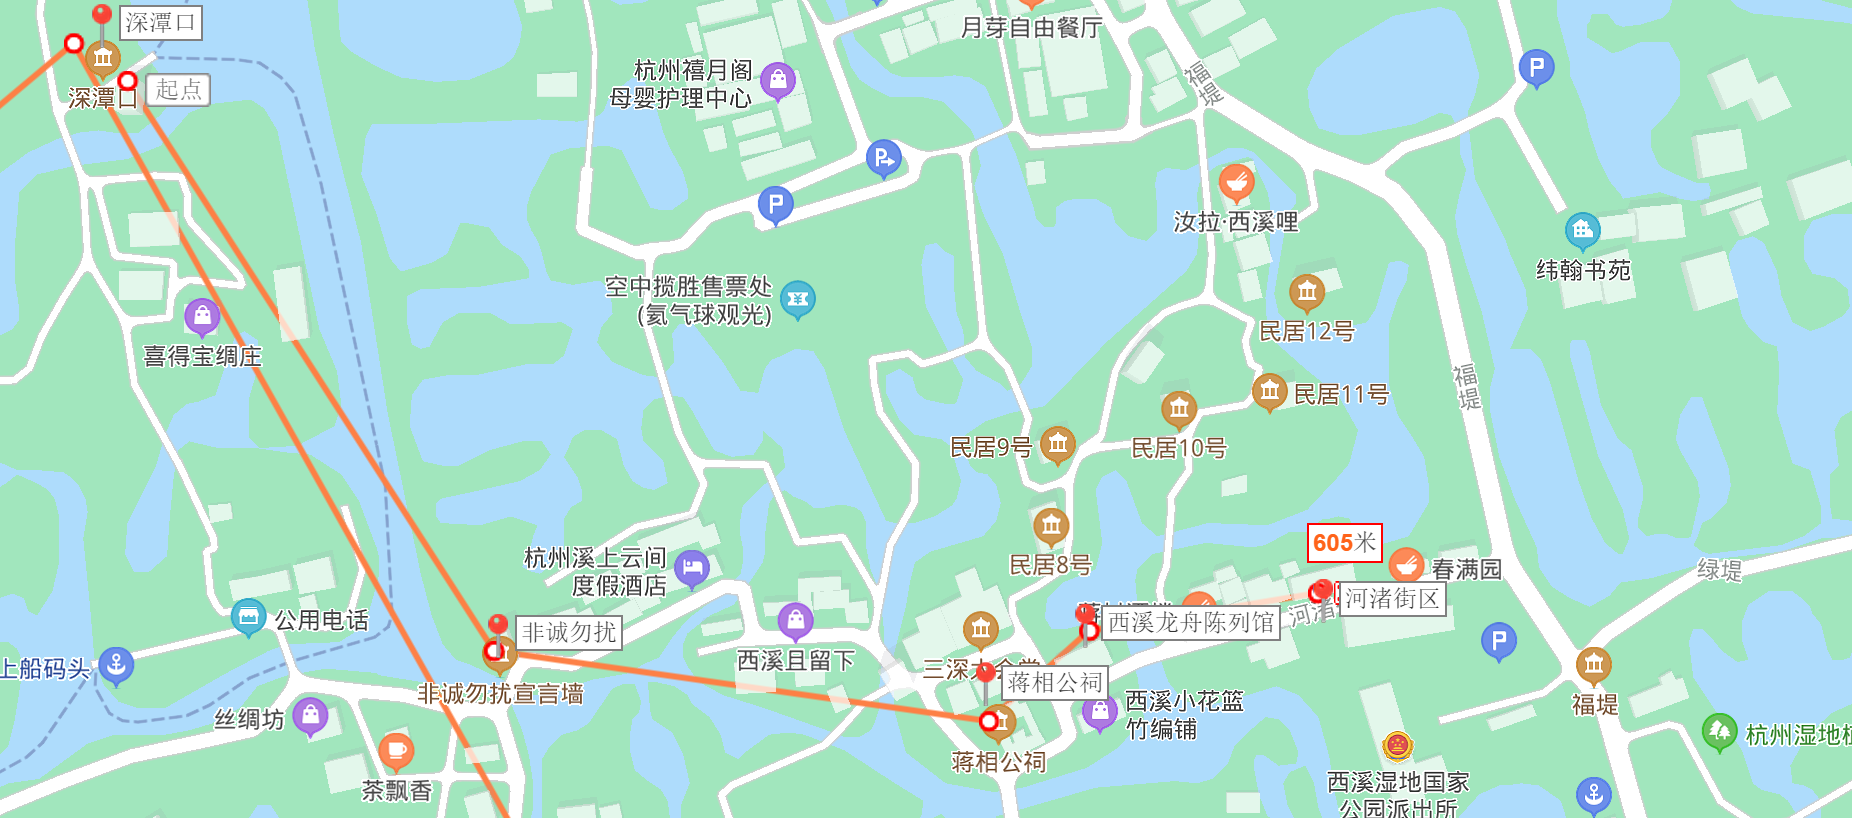 深潭口
月芽自由餐厅
杭州禧月阁
母婴护理中心
福堤
起点
深潭口
汝拉·西溪哩
纬翰书苑
空中揽胜售票处
(氦气球观光)
民居12号
喜得宝绸庄
福堤
民居11号
民居9号
民居10号
605米
杭州溪上云间
度假酒店
民居8号
春满园
绿堤
河渚街区
公用电话
非诚勿扰
西溪龙舟陈列馆
河渚
上船码头
西溪且留下
三深大会堂
蒋相公祠
非诚勿扰宣言墙
西溪小花篮
竹编铺
福堤
丝绸坊
杭州湿地植
蒋相公祠
茶飘香
西溪湿地国家
公园派出所